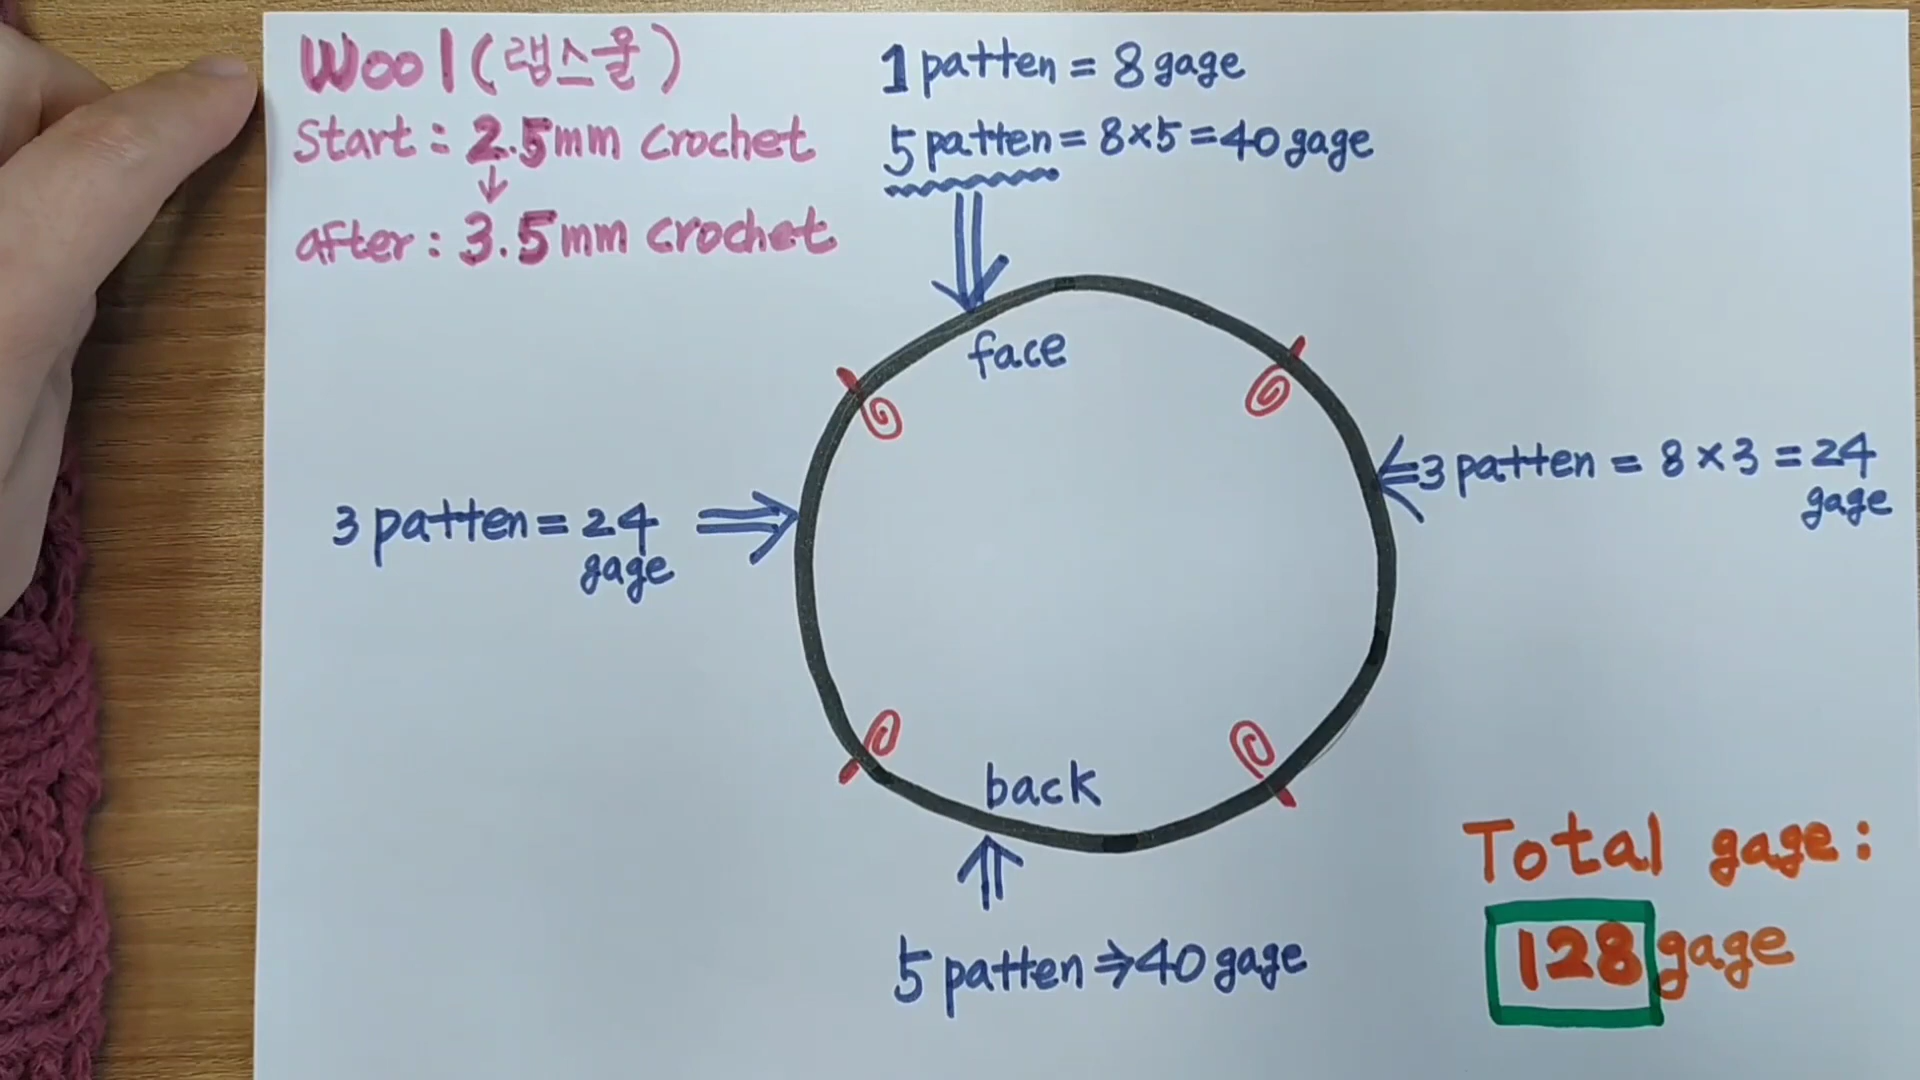 Wool (랩스울)
Start : 2.5mm crochet
↓
after : 3.5mm crochet
1 patten = 8 gage
5 patten = 8×5 = 40 gage
face
3 patten = 8 × 3 = 24
gage
3 patten = 24
gage
back
5 patten ⇒ 40 gage
Total gage :
128 gage